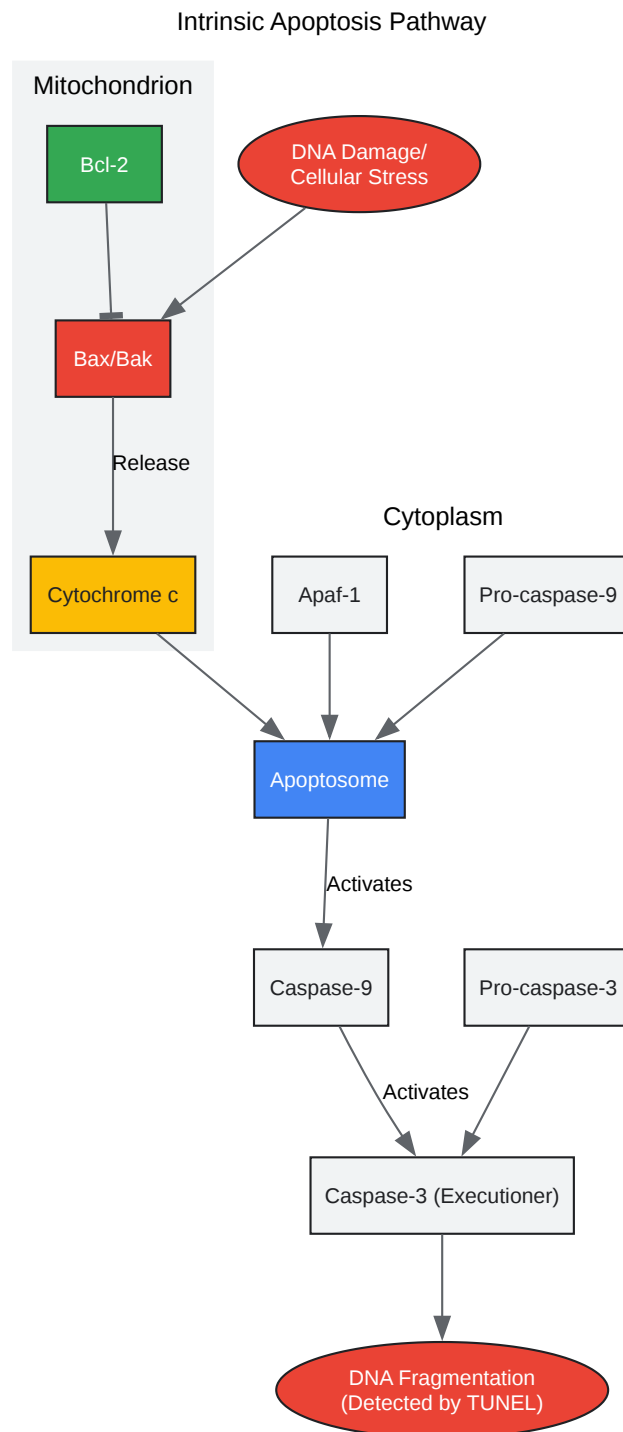 Intrinsic Apoptosis Pathway
Mitochondrion
Bcl-2
DNA Damage/
Cellular Stress
Bax/Bak
Release
Cytoplasm
Cytochrome c
Apaf-1
Pro-caspase-9
Apoptosome
Activates
Caspase-9
Pro-caspase-3
Activates
Caspase-3 (Executioner)
DNA Fragmentation
(Detected by TUNEL)